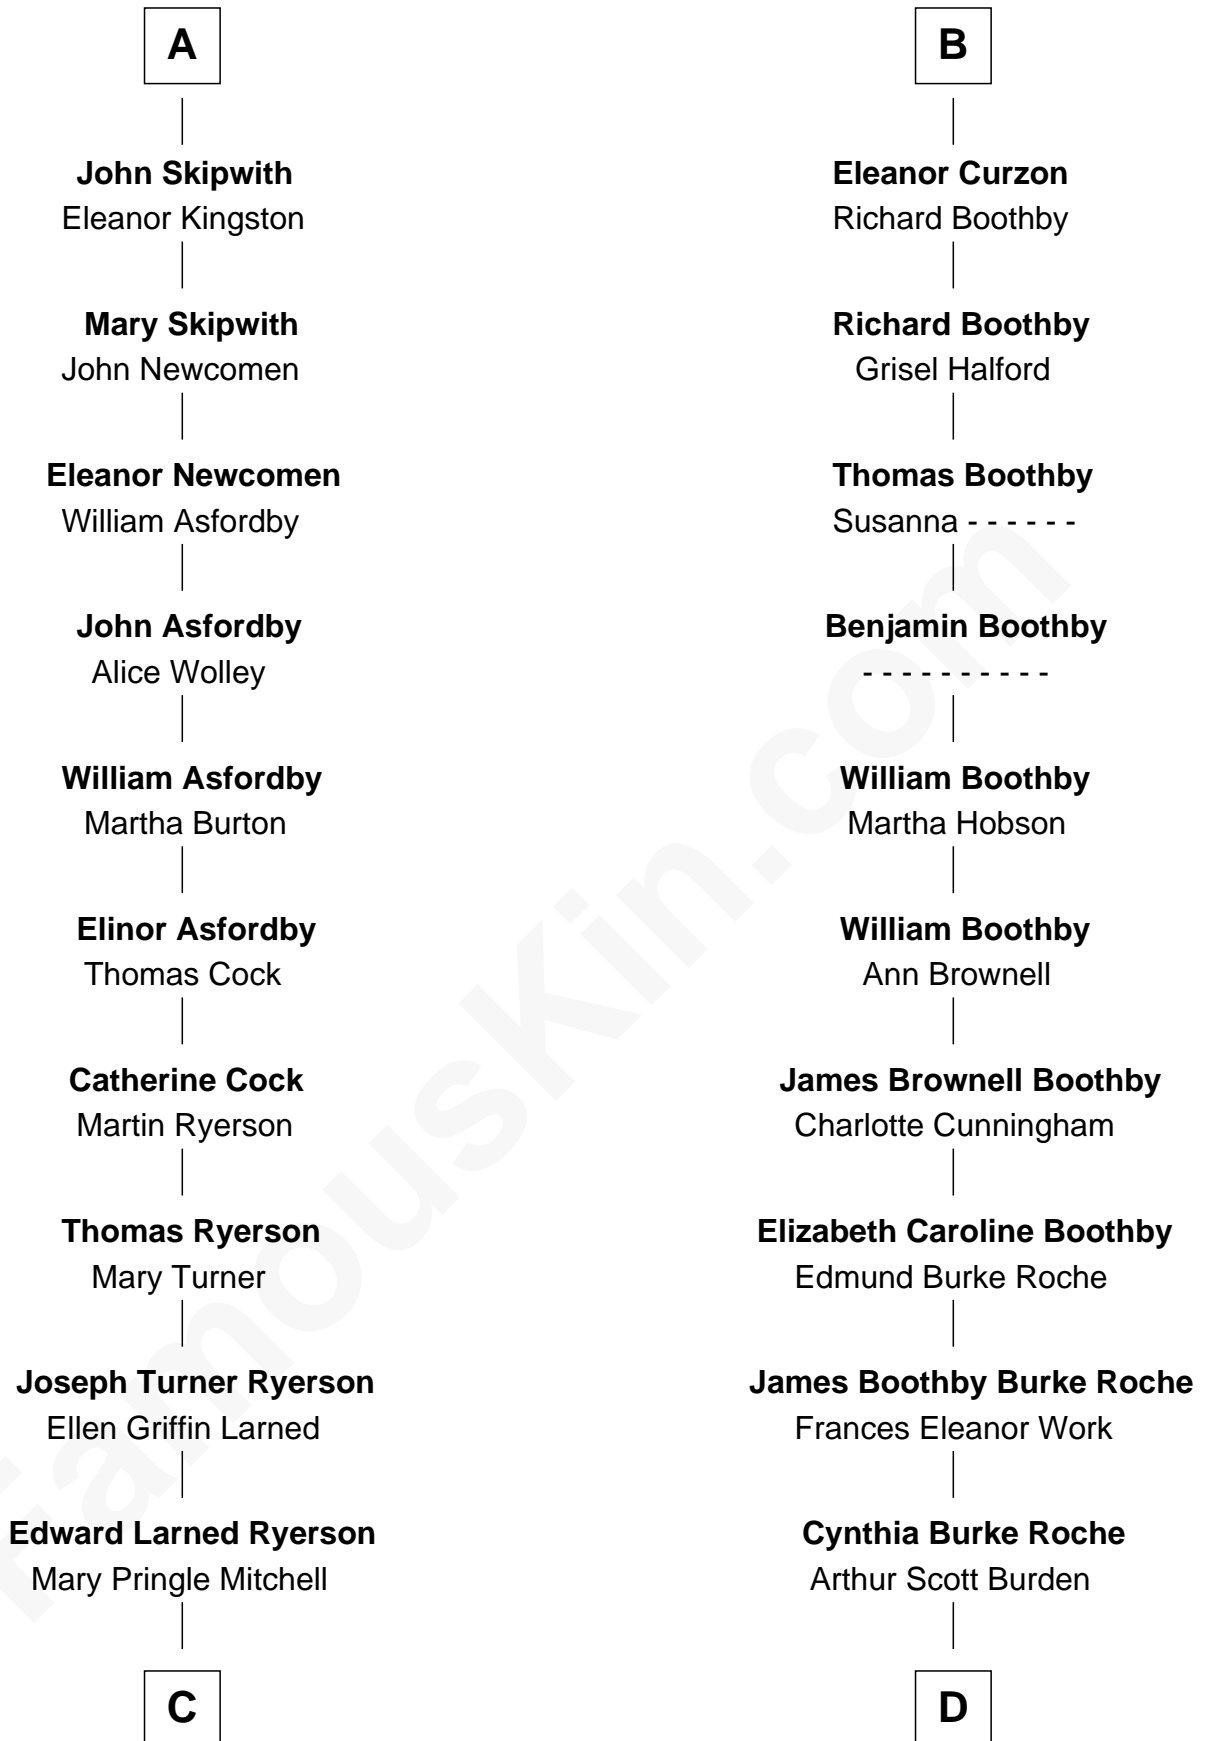 A
John Skipwith
Eleanor Kingston
Mary Skipwith
John Newcomen
Eleanor Newcomen
William Asfordby
John Asfordby
Alice Wolley
William Asfordby
Martha Burton
Elinor Asfordby
Thomas Cock
Catherine Cock
Martin Ryerson
Thomas Ryerson
Mary Turner
Joseph Turner Ryerson
Ellen Griffin Larned
Edward Larned Ryerson
Mary Pringle Mitchell
C
B
Eleanor Curzon
Richard Boothby
Richard Boothby
Grisel Halford
Thomas Boothby
Susanna - - - - - -
Benjamin Boothby
- - - - - - - - - -
William Boothby
Martha Hobson
William Boothby
Ann Brownell
James Brownell Boothby
Charlotte Cunningham
Elizabeth Caroline Boothby
Edmund Burke Roche
James Boothby Burke Roche
Frances Eleanor Work
Cynthia Burke Roche
Arthur Scott Burden
D
FamousKin.com